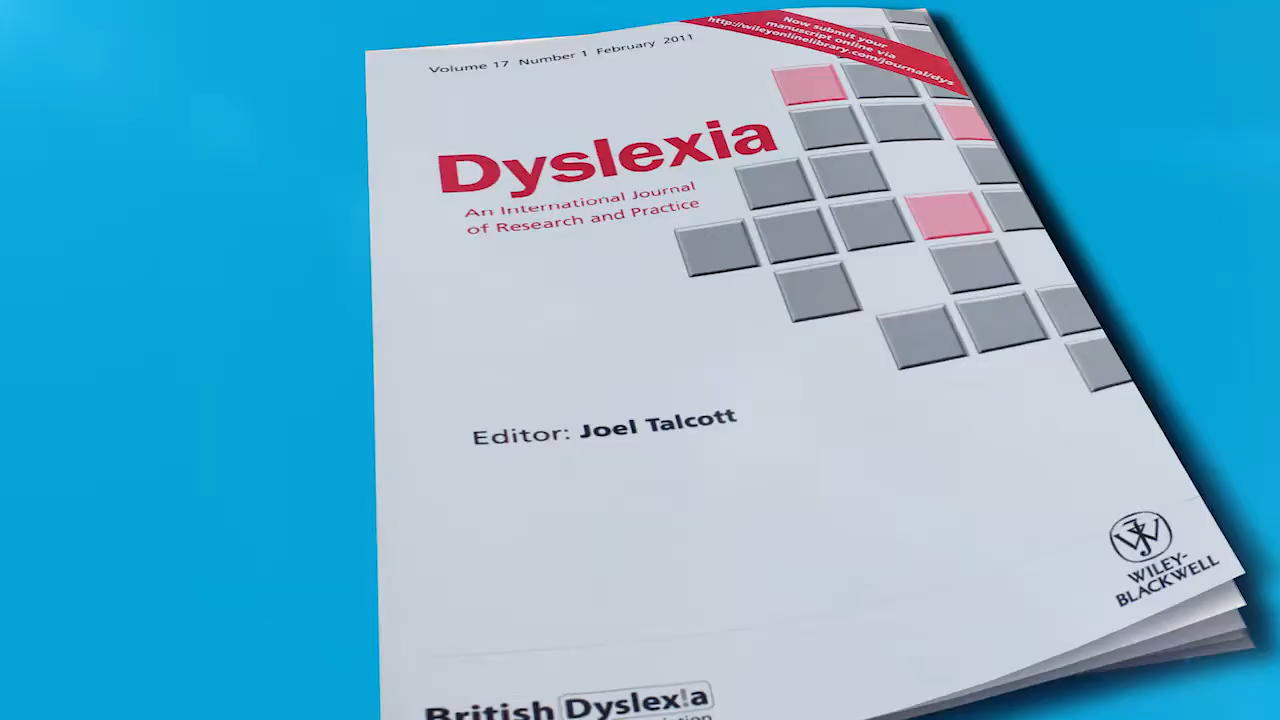 Volume 17 Number 1 February 2011
Now submit your
manuscript online via
http://wileyonlinelibrary.com/journal/dys
Dyslexia
An International Journal
of Research and Practice
Editor: Joel Talcott
WILEY-
BLACKWELL
British Dyslex!a